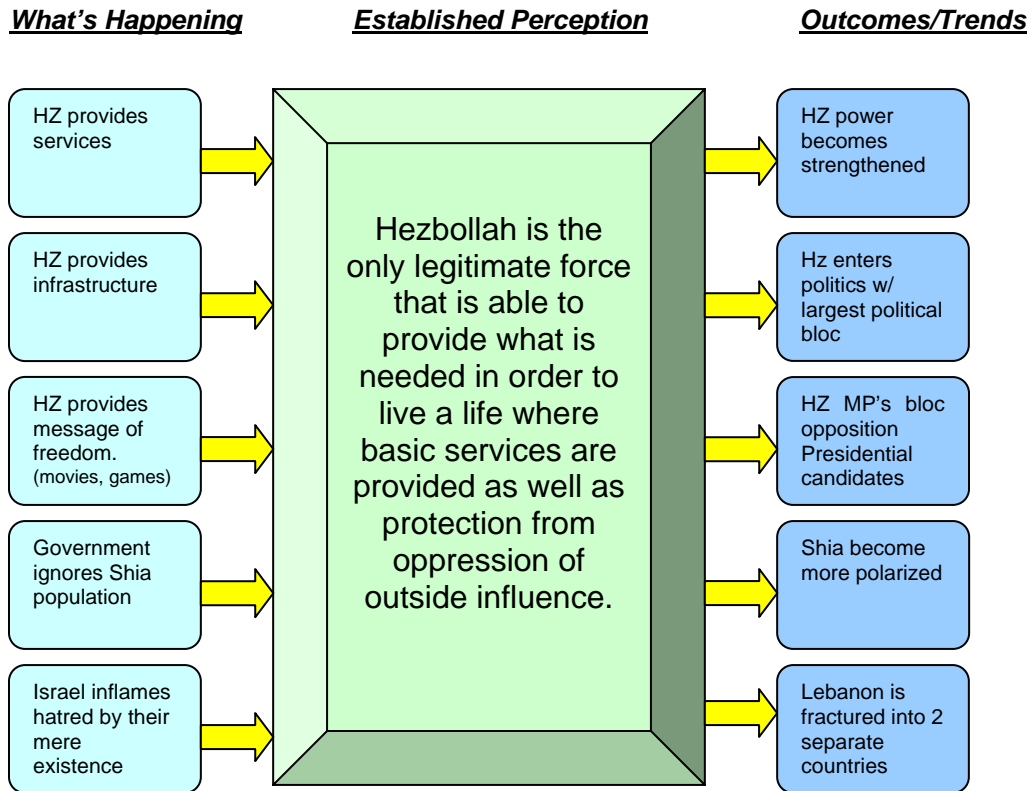 What's Happening
Established Perception
Outcomes/Trends
HZ provides
services
HZ provides
infrastructure
HZ provides
message of
freedom.
(movies, games)
Government
ignores Shia
population
Israel inflames
hatred by their
mere
existence
Hezbollah is the
only legitimate force
that is able to
provide what is
needed in order to
live a life where
basic services are
provided as well as
protection from
oppression of
outside influence.
HZ power
becomes
strengthened
Hz enters
politics w/
largest political
bloc
HZ MP's bloc
opposition
Presidential
candidates
Shia become
more polarized
Lebanon is
fractured into 2
separate
countries